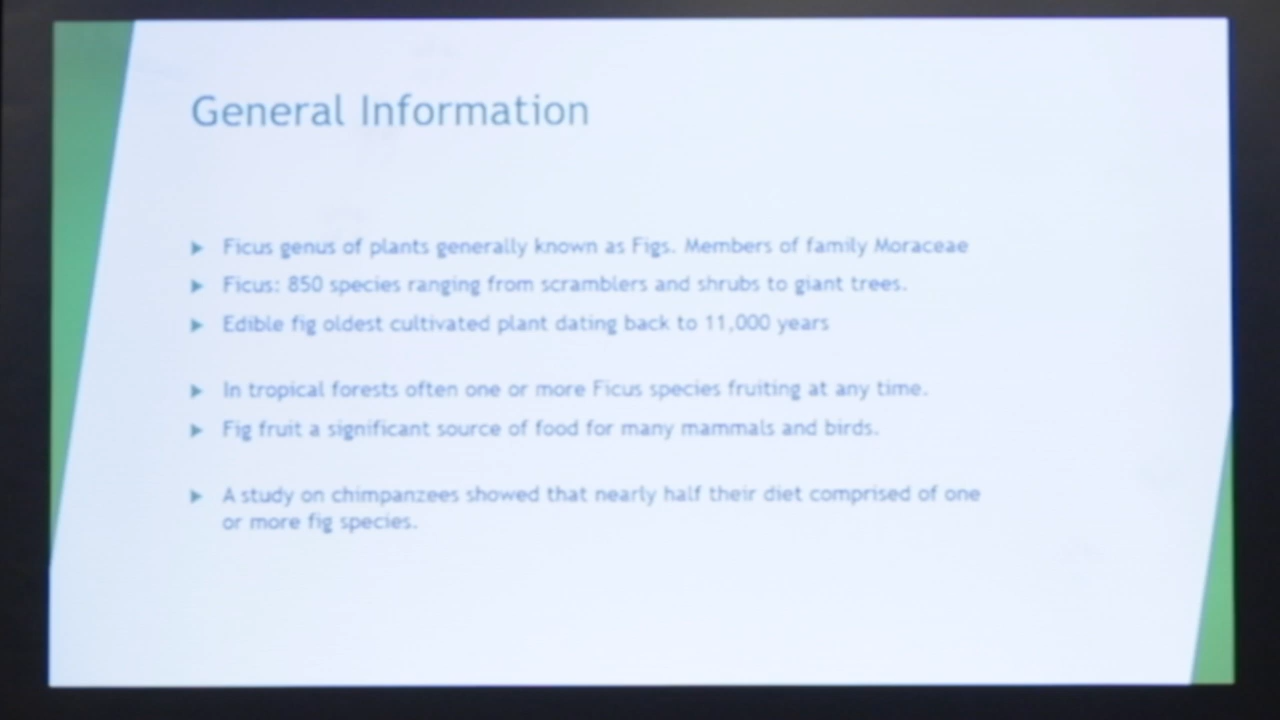 General Information
Ficus genus of plants generally known as Figs. Members of family Moraceae
Ficus: 850 species ranging from scramblers and shrubs to giant trees.
Edible fig oldest cultivated plant dating back to 11,000 years
In tropical forests often one or more Ficus species fruiting at any time.
Fig fruit a significant source of food for many mammals and birds.
A study on chimpanzees showed that nearly half their diet comprised of one
or more fig species.